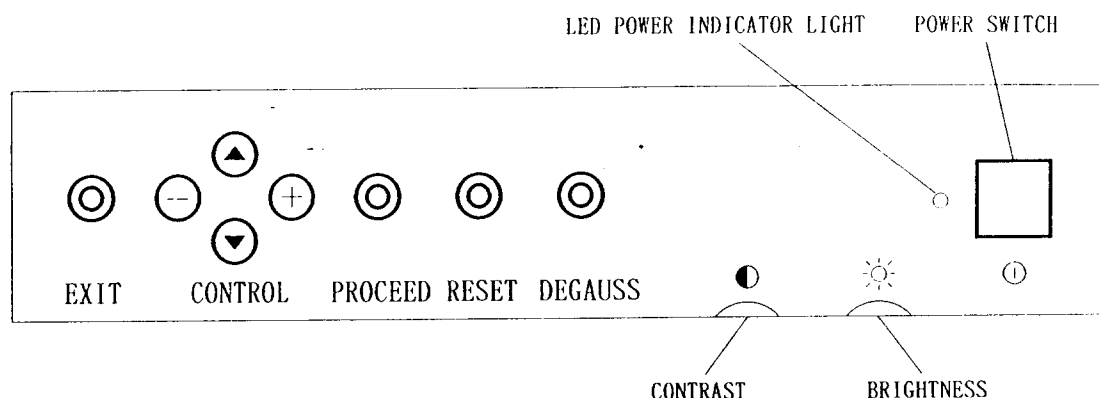 LED POWER INDICATOR LIGHT POWER SWITCH
EXIT CONTROL PROCEED RESET DEGAUSS
CONTRAST BRIGHTNESS